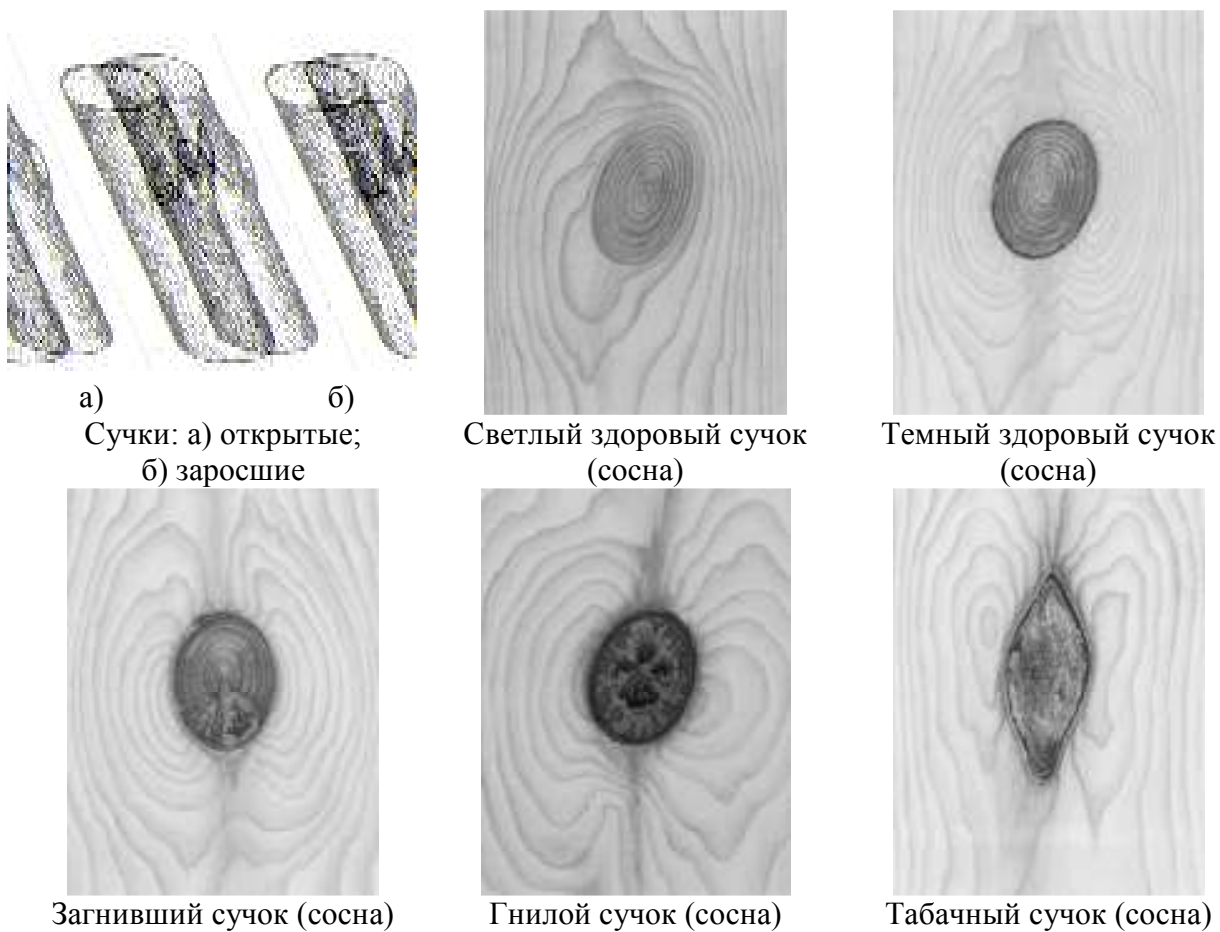 а) б)
Сучки: а) открытые;
б) заросшие
Светлый здоровый сучок
(сосна)
Темный здоровый сучок
(сосна)
Загнивший сучок (сосна)
Гнилой сучок (сосна)
Табачный сучок (сосна)